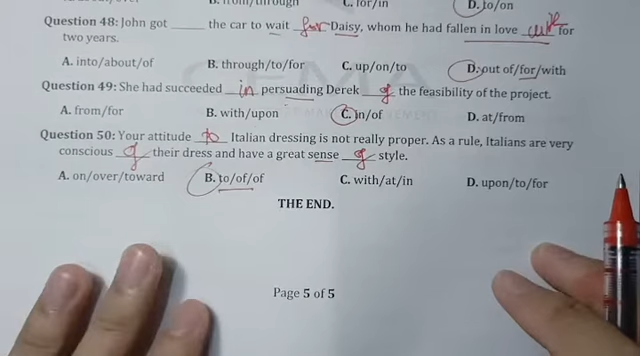 B. from/through C. for/in D. to/on
Question 48: John got ______ the car to wait for Daisy, whom he had fallen in love with for
two years.
A. into/about/of B. through/to/for C. up/on/to D. out of/for/with
Question 49: She had succeeded in persuading Derek of the feasibility of the project.
A. from/for B. with/upon C. in/of D. at/from
Question 50: Your attitude to Italian dressing is not really proper. As a rule, Italians are very
conscious of their dress and have a great sense of style.
A. on/over/toward B. to/of/of C. with/at/in D. upon/to/for
THE END.
Page 5 of 5